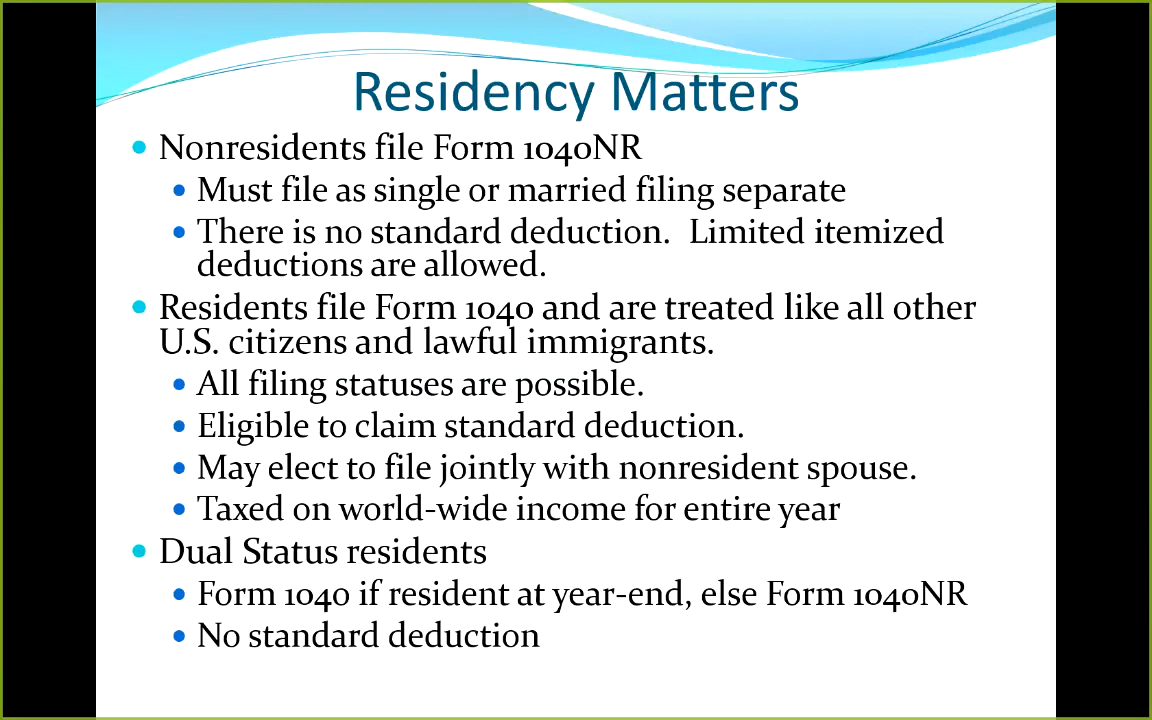 Residency Matters
Nonresidents file Form 1040NR
Must file as single or married filing separate
There is no standard deduction.  Limited itemized
deductions are allowed.
Residents file Form 1040 and are treated like all other
U.S. citizens and lawful immigrants.
All filing statuses are possible.
Eligible to claim standard deduction.
May elect to file jointly with nonresident spouse.
Taxed on world-wide income for entire year
Dual Status residents
Form 1040 if resident at year-end, else Form 1040NR
No standard deduction